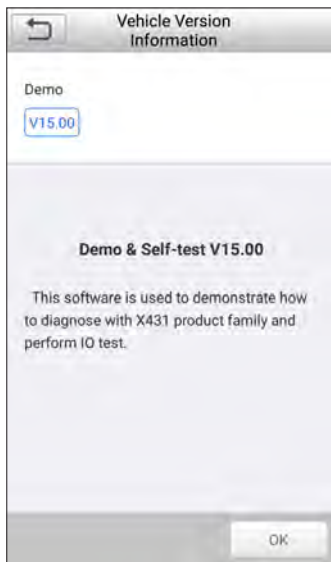 Vehicle Version
Information
Demo
V15.00
Demo & Self-test V15.00
This software is used to demonstrate how
to diagnose with X431 product family and
perform IO test.
OK